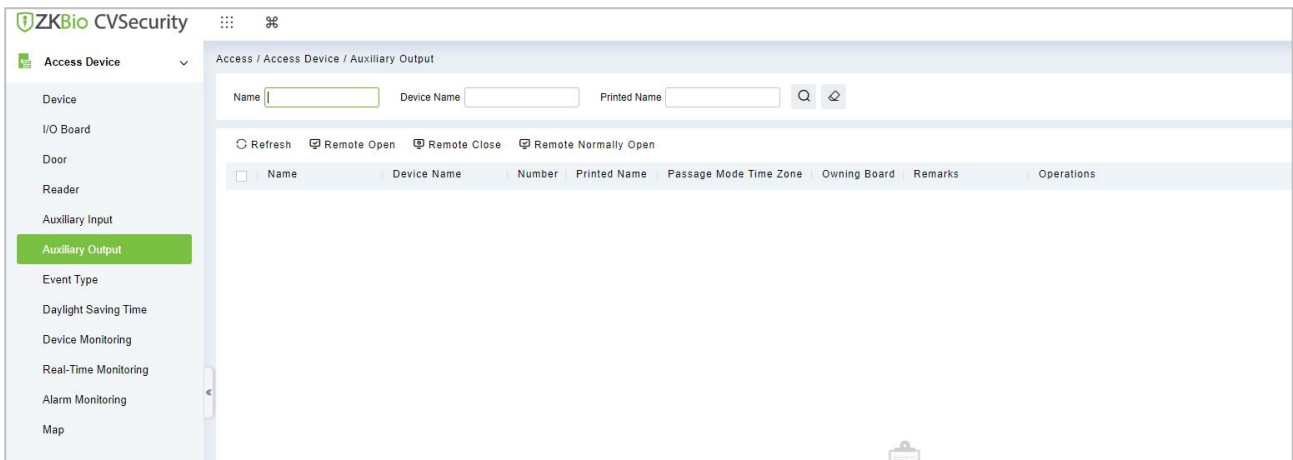 ZKBio CVSecurity
Access Device
Device
I/O Board
Door
Reader
Auxiliary Input
Auxiliary Output
Event Type
Daylight Saving Time
Device Monitoring
Real-Time Monitoring
Alarm Monitoring
Map
Access / Access Device / Auxiliary Output
Name Device Name Printed Name
Refresh Remote Open Remote Close Remote Normally Open
Name Device Name Number Printed Name Passage Mode Time Zone Owning Board Remarks Operations